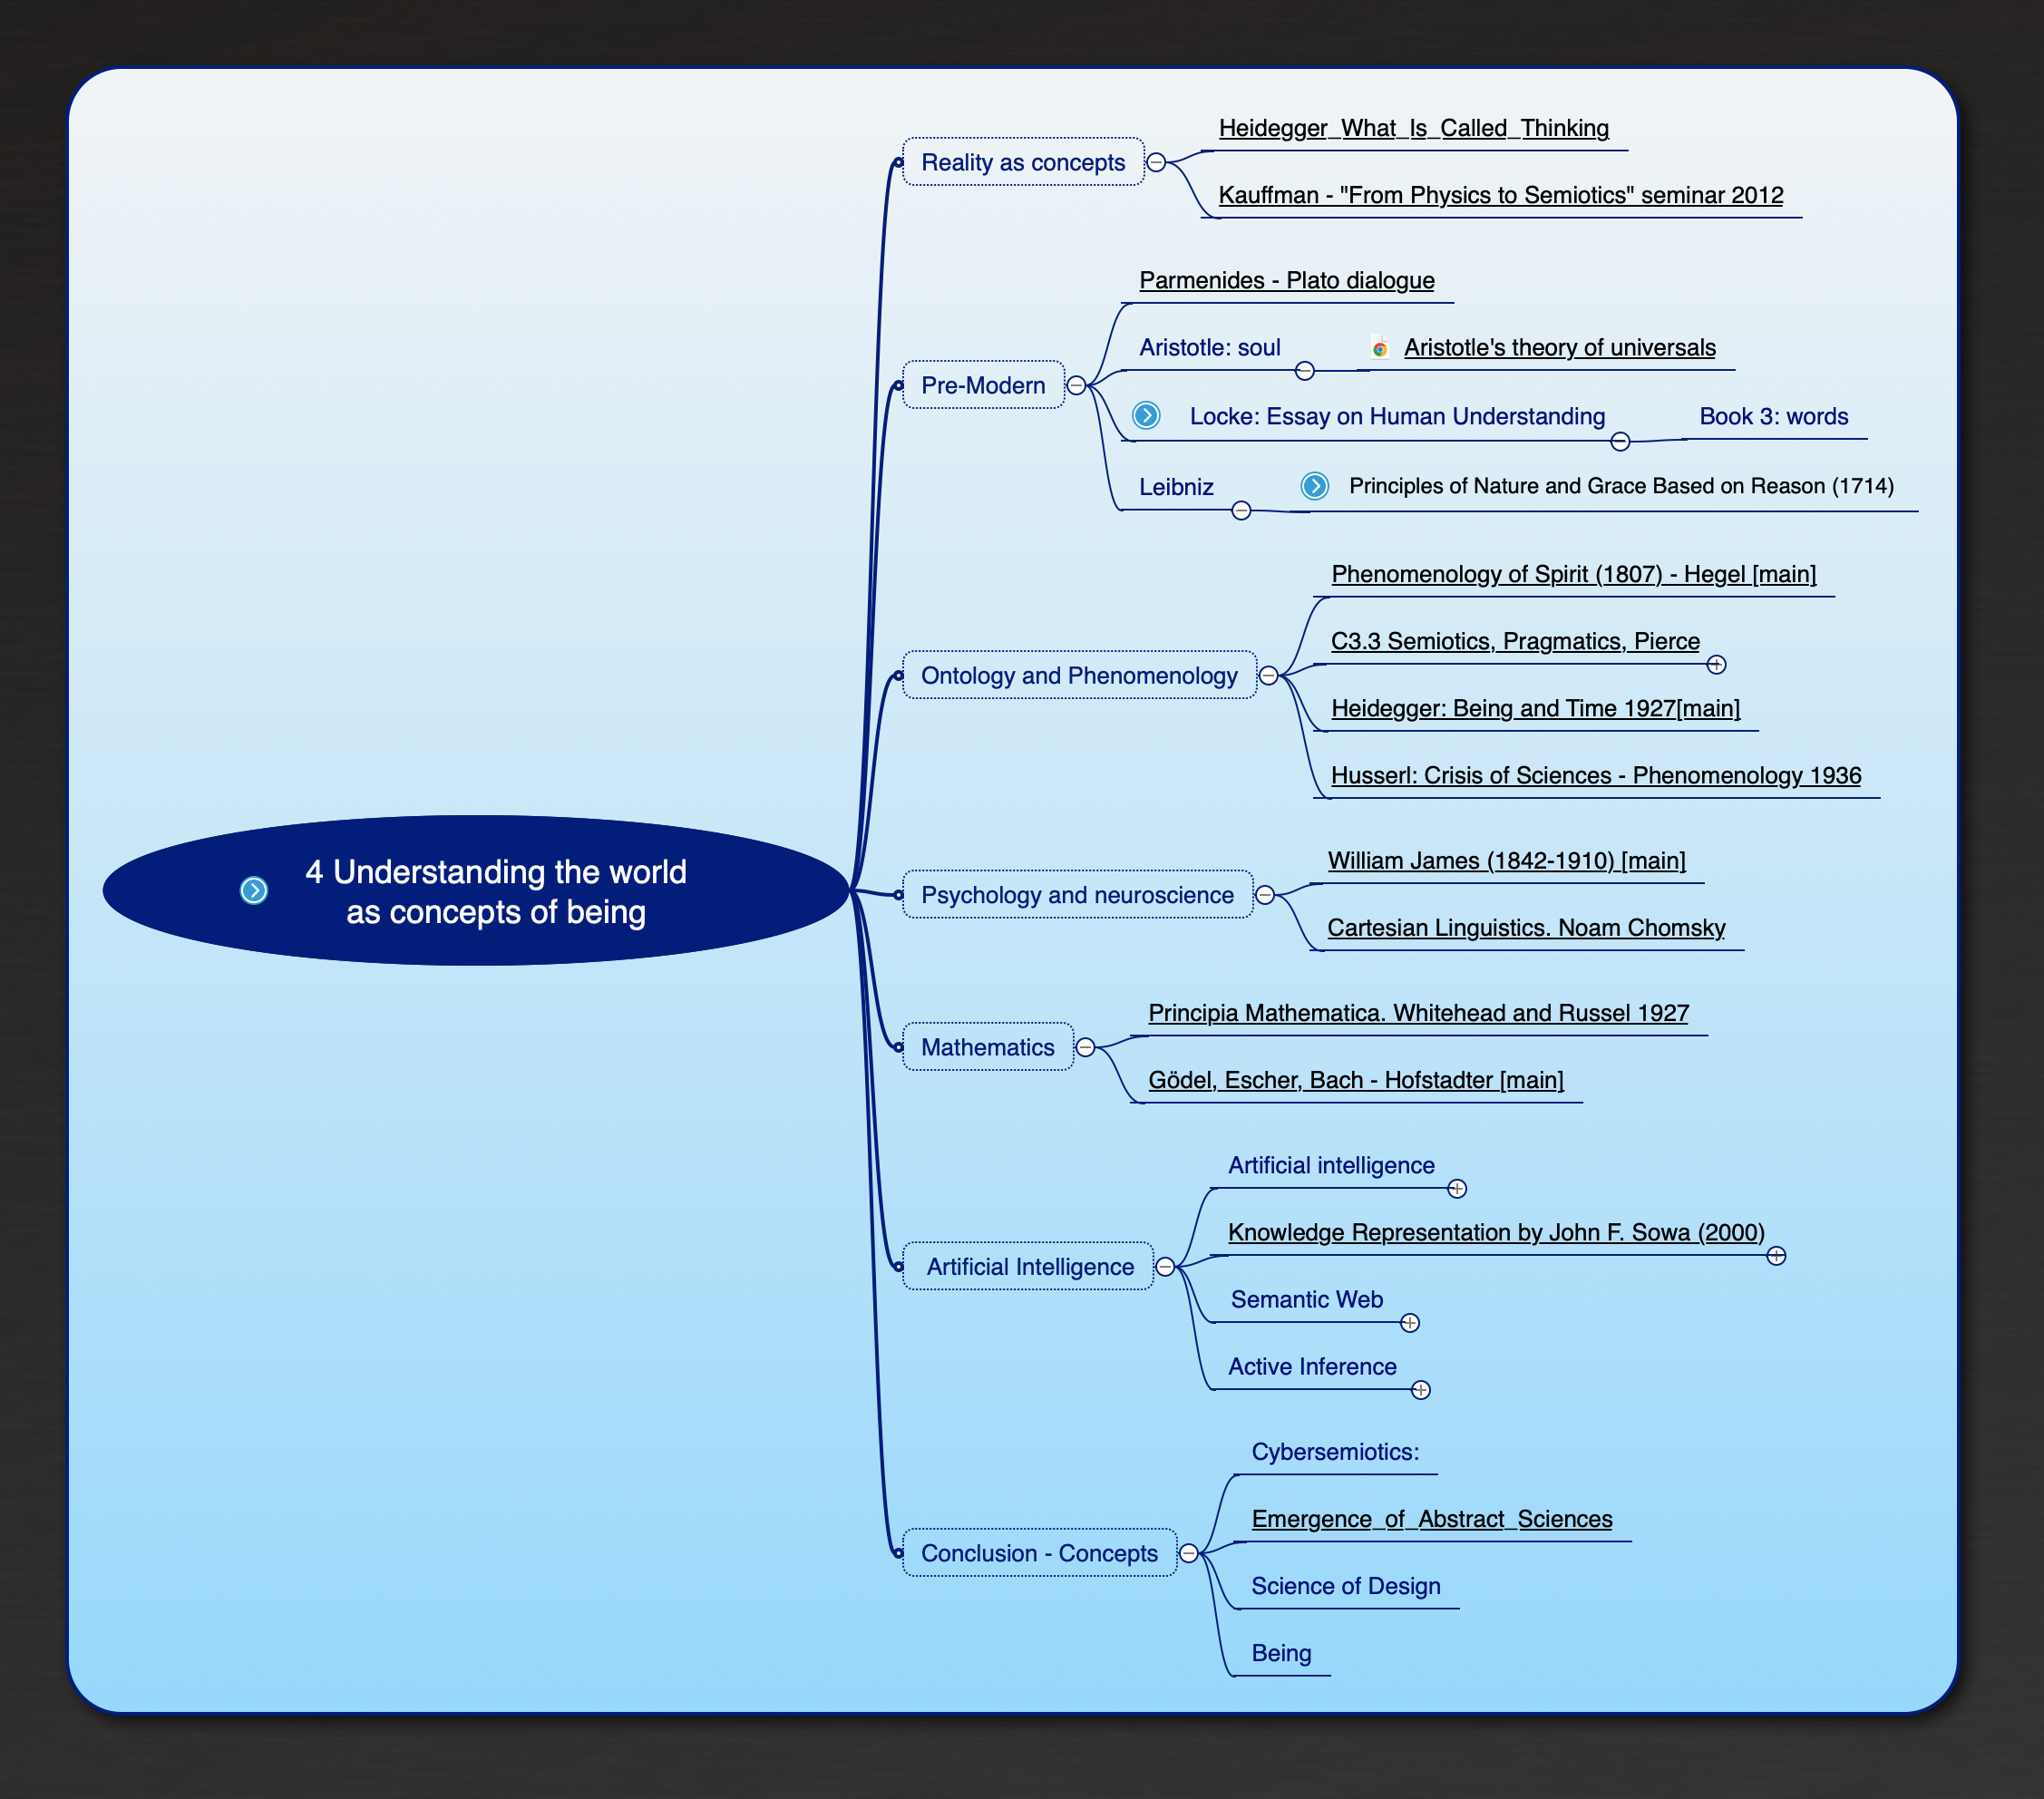 Heidegger_What_Is_Called_Thinking
Reality as concepts
Kauffman - "From Physics to Semiotics" seminar 2012
Parmenides - Plato dialogue
Aristotle: soul
Aristotle's theory of universals
Pre-Modern
Locke: Essay on Human Understanding
Book 3: words
Leibniz
Principles of Nature and Grace Based on Reason (1714)
Phenomenology of Spirit (1807) - Hegel [main]
C3.3 Semiotics, Pragmatics, Pierce
Ontology and Phenomenology
Heidegger: Being and Time 1927[main]
Husserl: Crisis of Sciences - Phenomenology 1936
4 Understanding the world
as concepts of being
William James (1842-1910) [main]
Psychology and neuroscience
Cartesian Linguistics. Noam Chomsky
Principia Mathematica. Whitehead and Russel 1927
Mathematics
Gödel, Escher, Bach - Hofstadter [main]
Artificial intelligence
Knowledge Representation by John F. Sowa (2000)
Artificial Intelligence
Semantic Web
Active Inference
Cybersemiotics:
Emergence_of_Abstract_Sciences
Conclusion - Concepts
Science of Design
Being